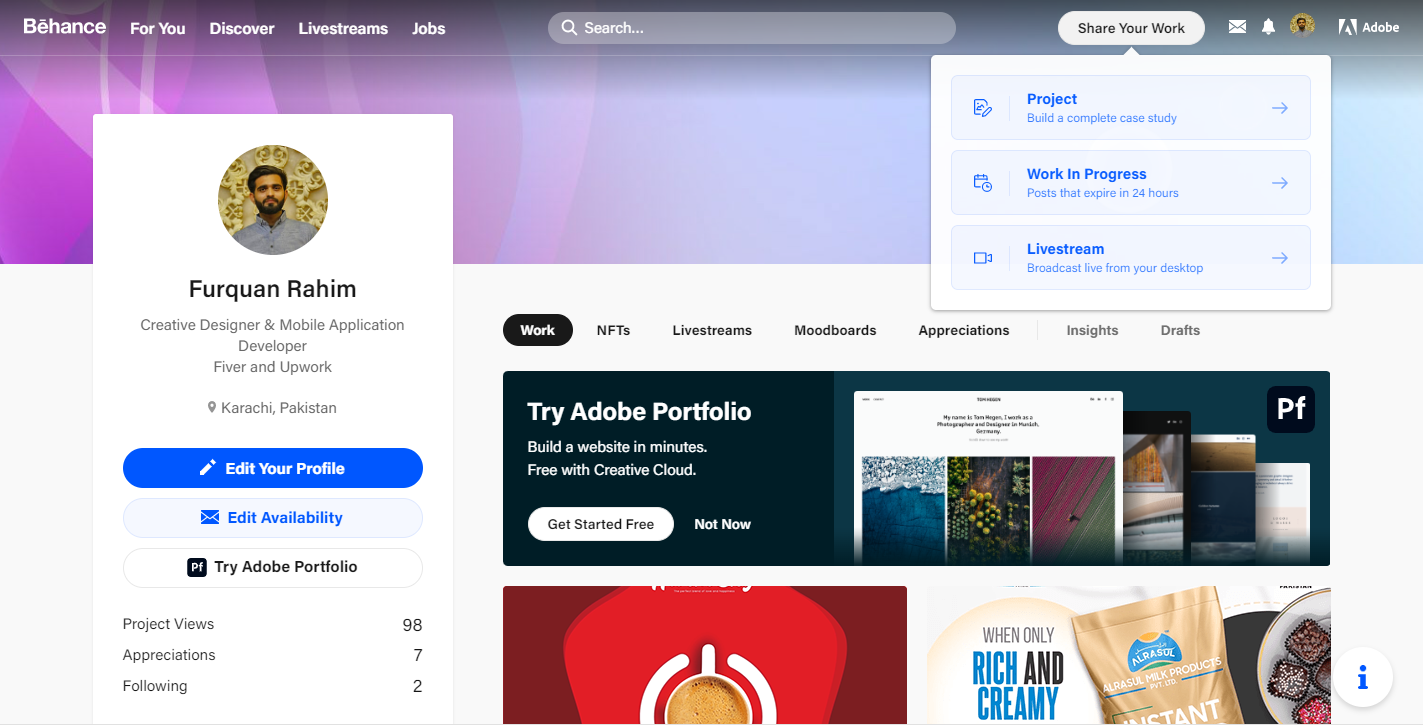 Bēhance
For You
Discover
Livestreams
Jobs
Search...
Share Your Work
Adobe
Project
Build a complete case study
Work In Progress
Posts that expire in 24 hours
Livestream
Broadcast live from your desktop
Furquan Rahim
Creative Designer & Mobile Application
Developer
Fiver and Upwork
Karachi, Pakistan
Edit Your Profile
Edit Availability
Pf Try Adobe Portfolio
Project Views 98
Appreciations 7
Following 2
Work
NFTs
Livestreams
Moodboards
Appreciations
Insights
Drafts
Try Adobe Portfolio
Build a website in minutes.
Free with Creative Cloud.
Get Started Free
Not Now
TOM HEGEN
My name is Tom Hegen, I work as a
Photographer and Designer in Munich,
Germany.
Pf
WHEN ONLY
RICH AND
CREAMY
ALRASUL
ALRASUL MILK PRODUCTS
PVT. LTD.
INSTANT
i